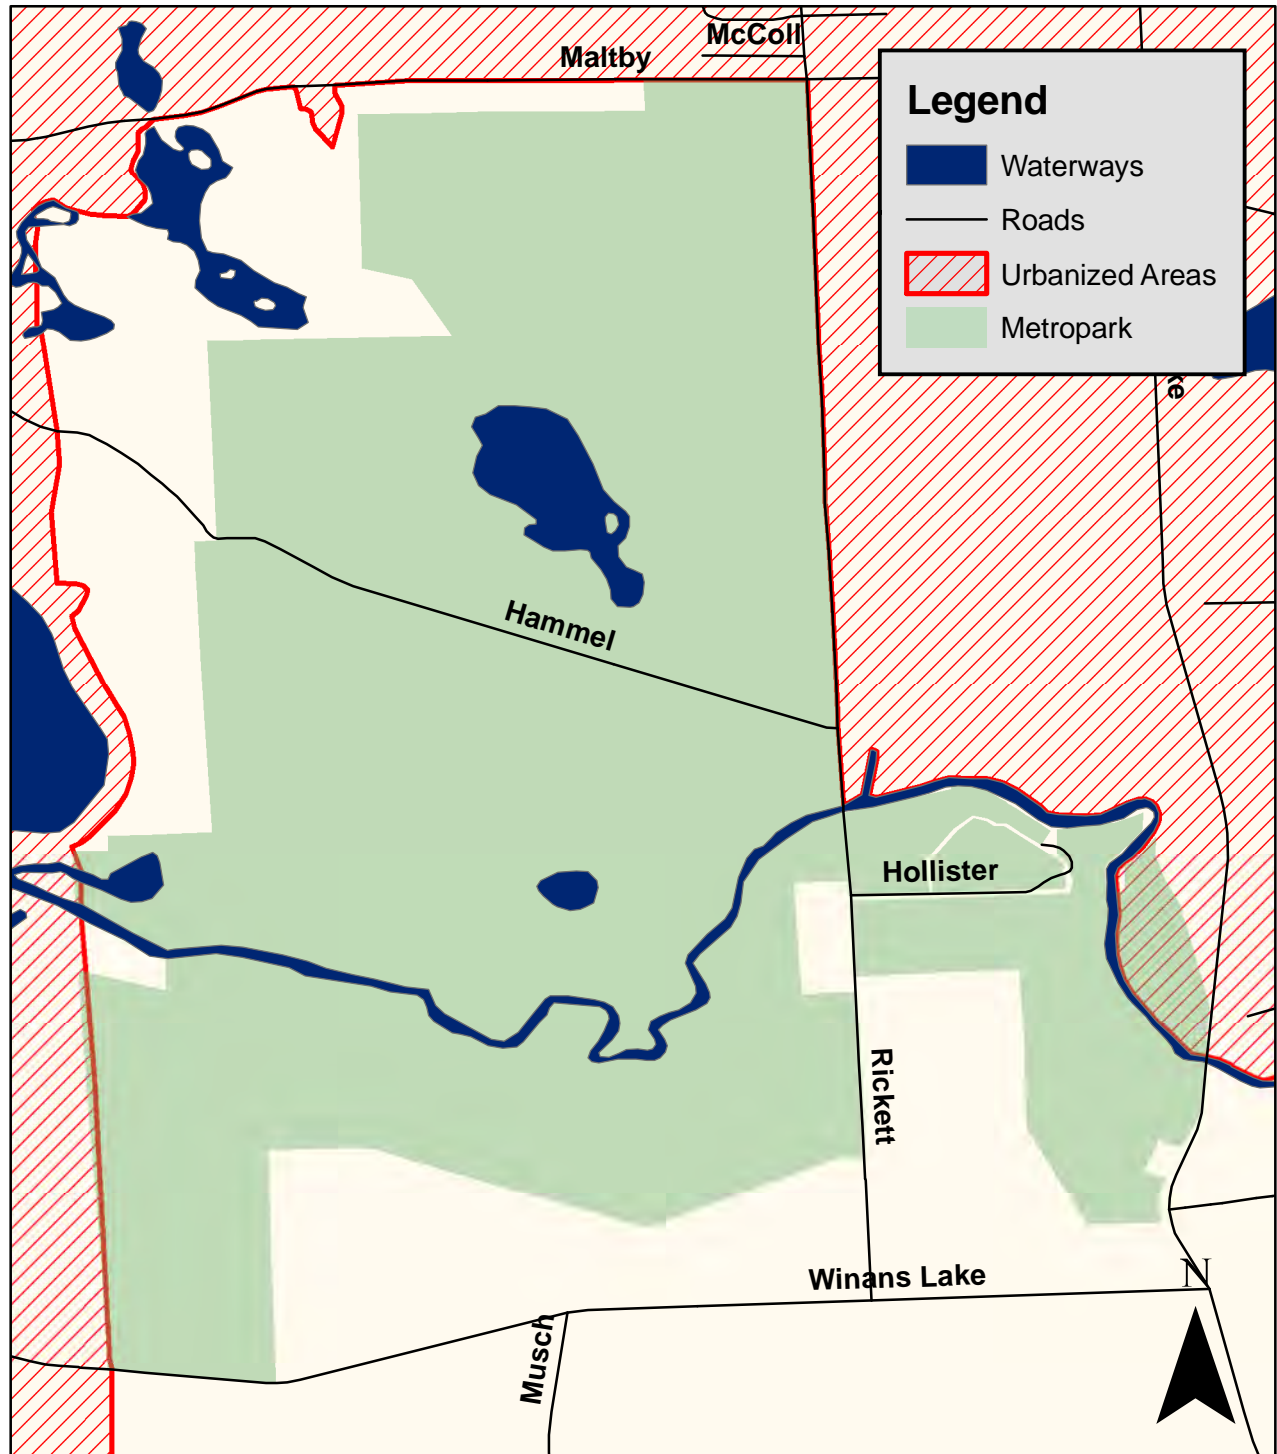 McColl
Maltby
Legend
Waterways
Roads
Urbanized Areas
Metropark
Hammel
Hollister
Rickett
Winans Lake
N
Musch